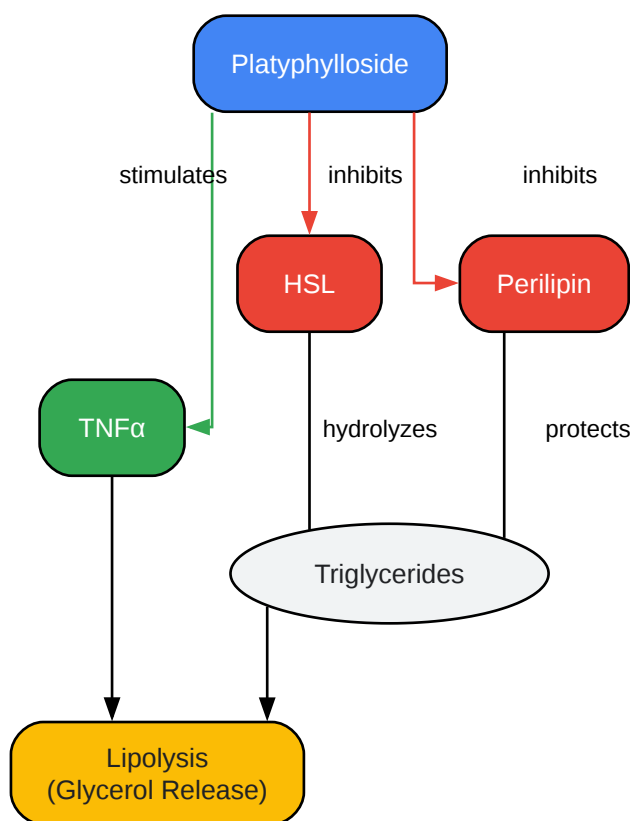 Platyphylloside
stimulates
inhibits
inhibits
HSL
Perilipin
TNFα
hydrolyzes
protects
Triglycerides
Lipolysis
(Glycerol Release)